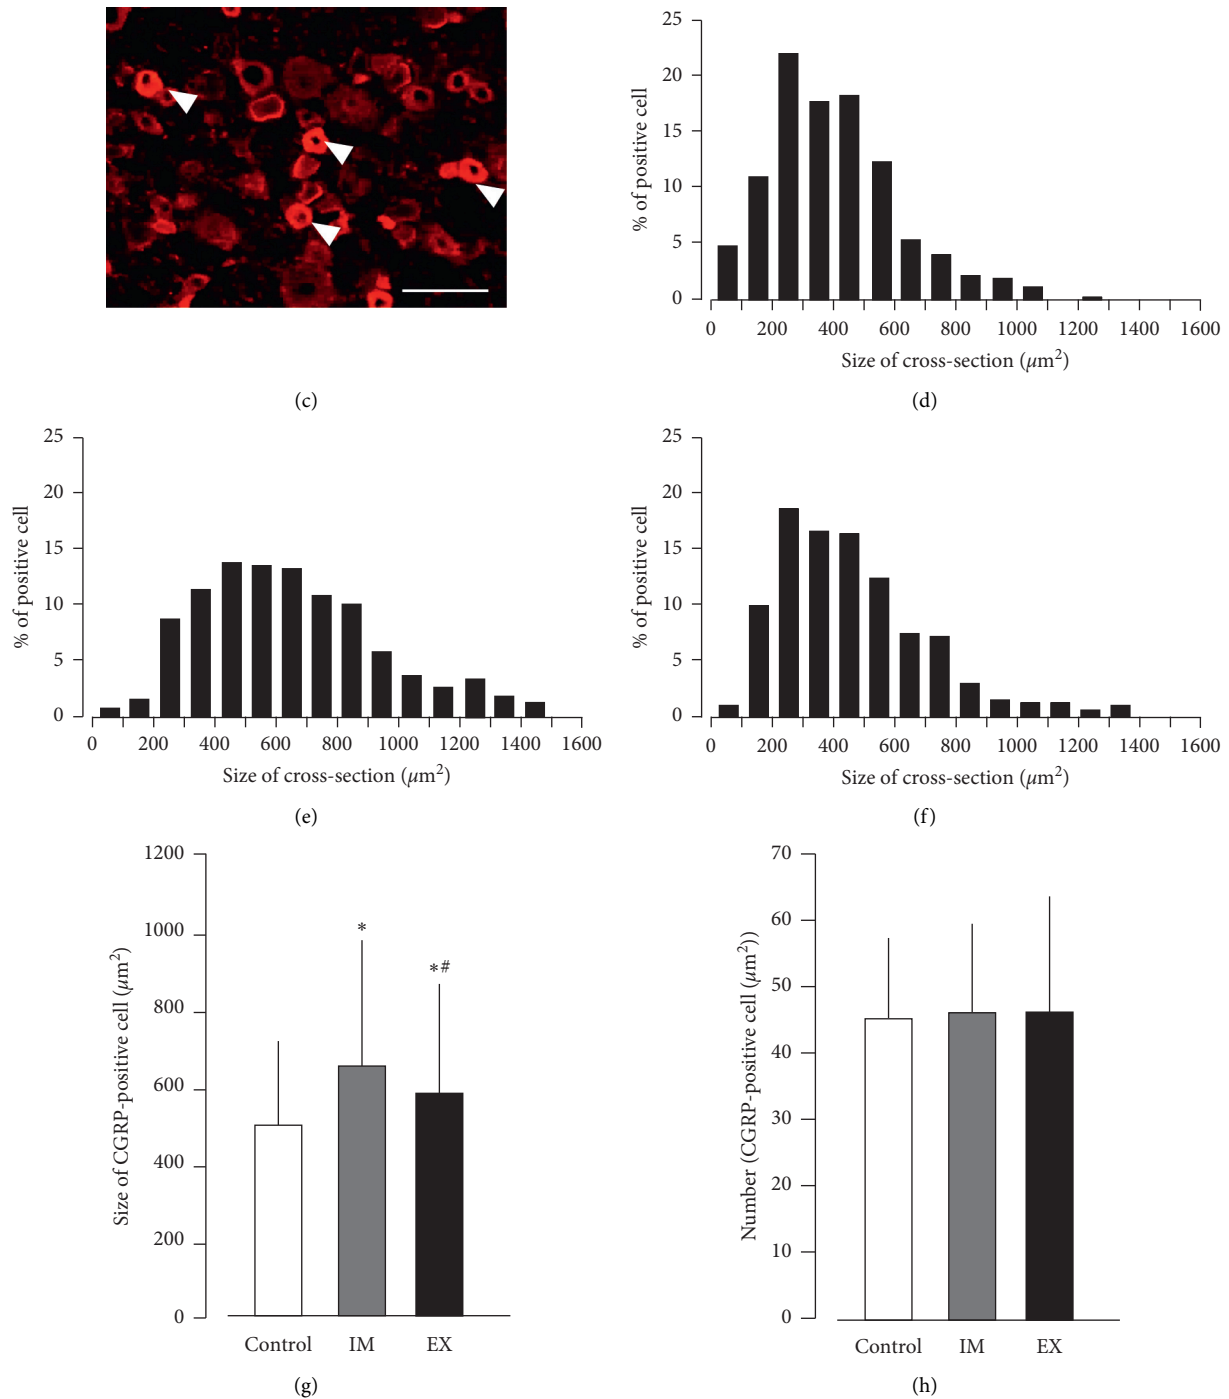 25
20
15
10
5
0
% of positive cell
0 200 400 600 800 1000 1200 1400 1600
Size of cross-section (μm²)
(c)
(d)
25
20
15
10
5
0
% of positive cell
0 200 400 600 800 1000 1200 1400 1600
Size of cross-section (μm²)
(e)
25
20
15
10
5
0
% of positive cell
0 200 400 600 800 1000 1200 1400 1600
Size of cross-section (μm²)
(f)
1200
1000
800
600
400
200
0
Size of CGRP-positive cell (μm²)
*
*#
Control IM EX
(g)
70
60
50
40
30
20
10
0
Number (CGRP-positive cell (μm²))
Control IM EX
(h)